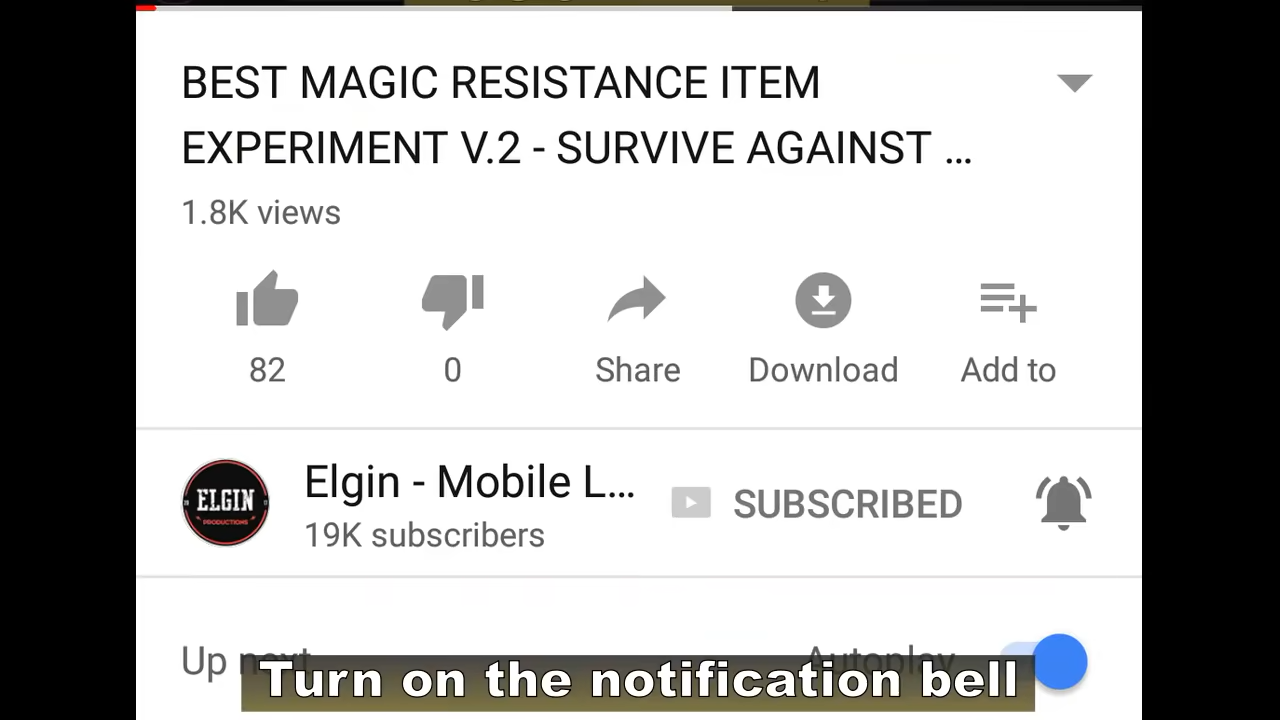 BEST MAGIC RESISTANCE ITEM
EXPERIMENT V.2 - SURVIVE AGAINST ...
1.8K views
82
0
Share
Download
Add to
ELGIN
PRODUCTIONS
Elgin - Mobile L...
19K subscribers
SUBSCRIBED
Up next
Autoplay
Turn on the notification bell